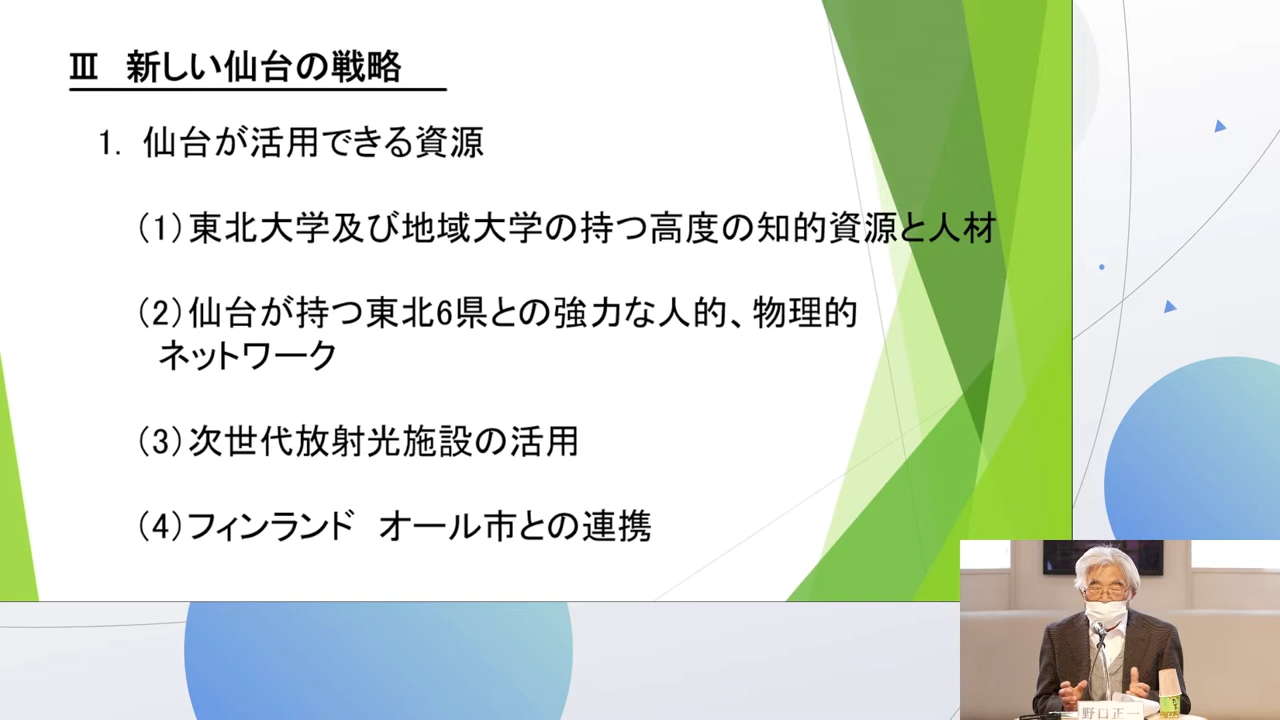 Ⅲ 新しい仙台の戦略
1. 仙台が活用できる資源
(1)東北大学及び地域大学の持つ高度の知的資源と人材
(2)仙台が持つ東北6県との強力な人的、物理的
ネットワーク
(3)次世代放射光施設の活用
(4)フィンランド オール市との連携
野口正一